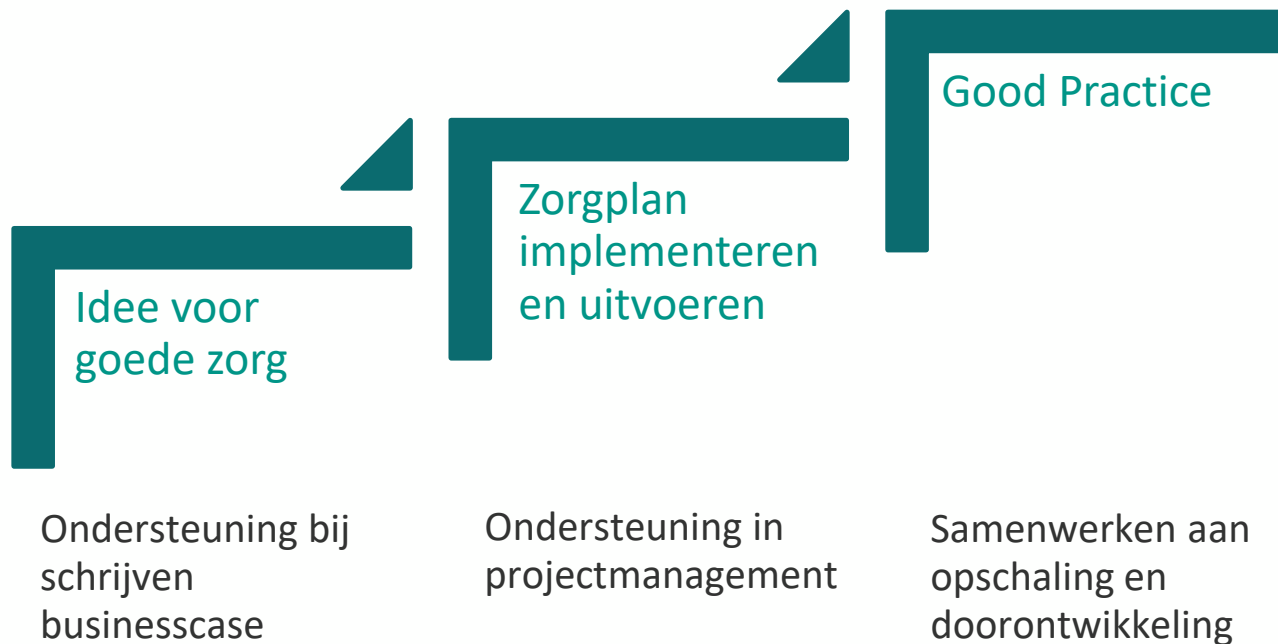 Idee voor
goede zorg
Zorgplan
implementeren
en uitvoeren
Good Practice
Ondersteuning bij
schrijven
businesscase
Ondersteuning in
projectmanagement
Samenwerken aan
opschaling en
doorontwikkeling